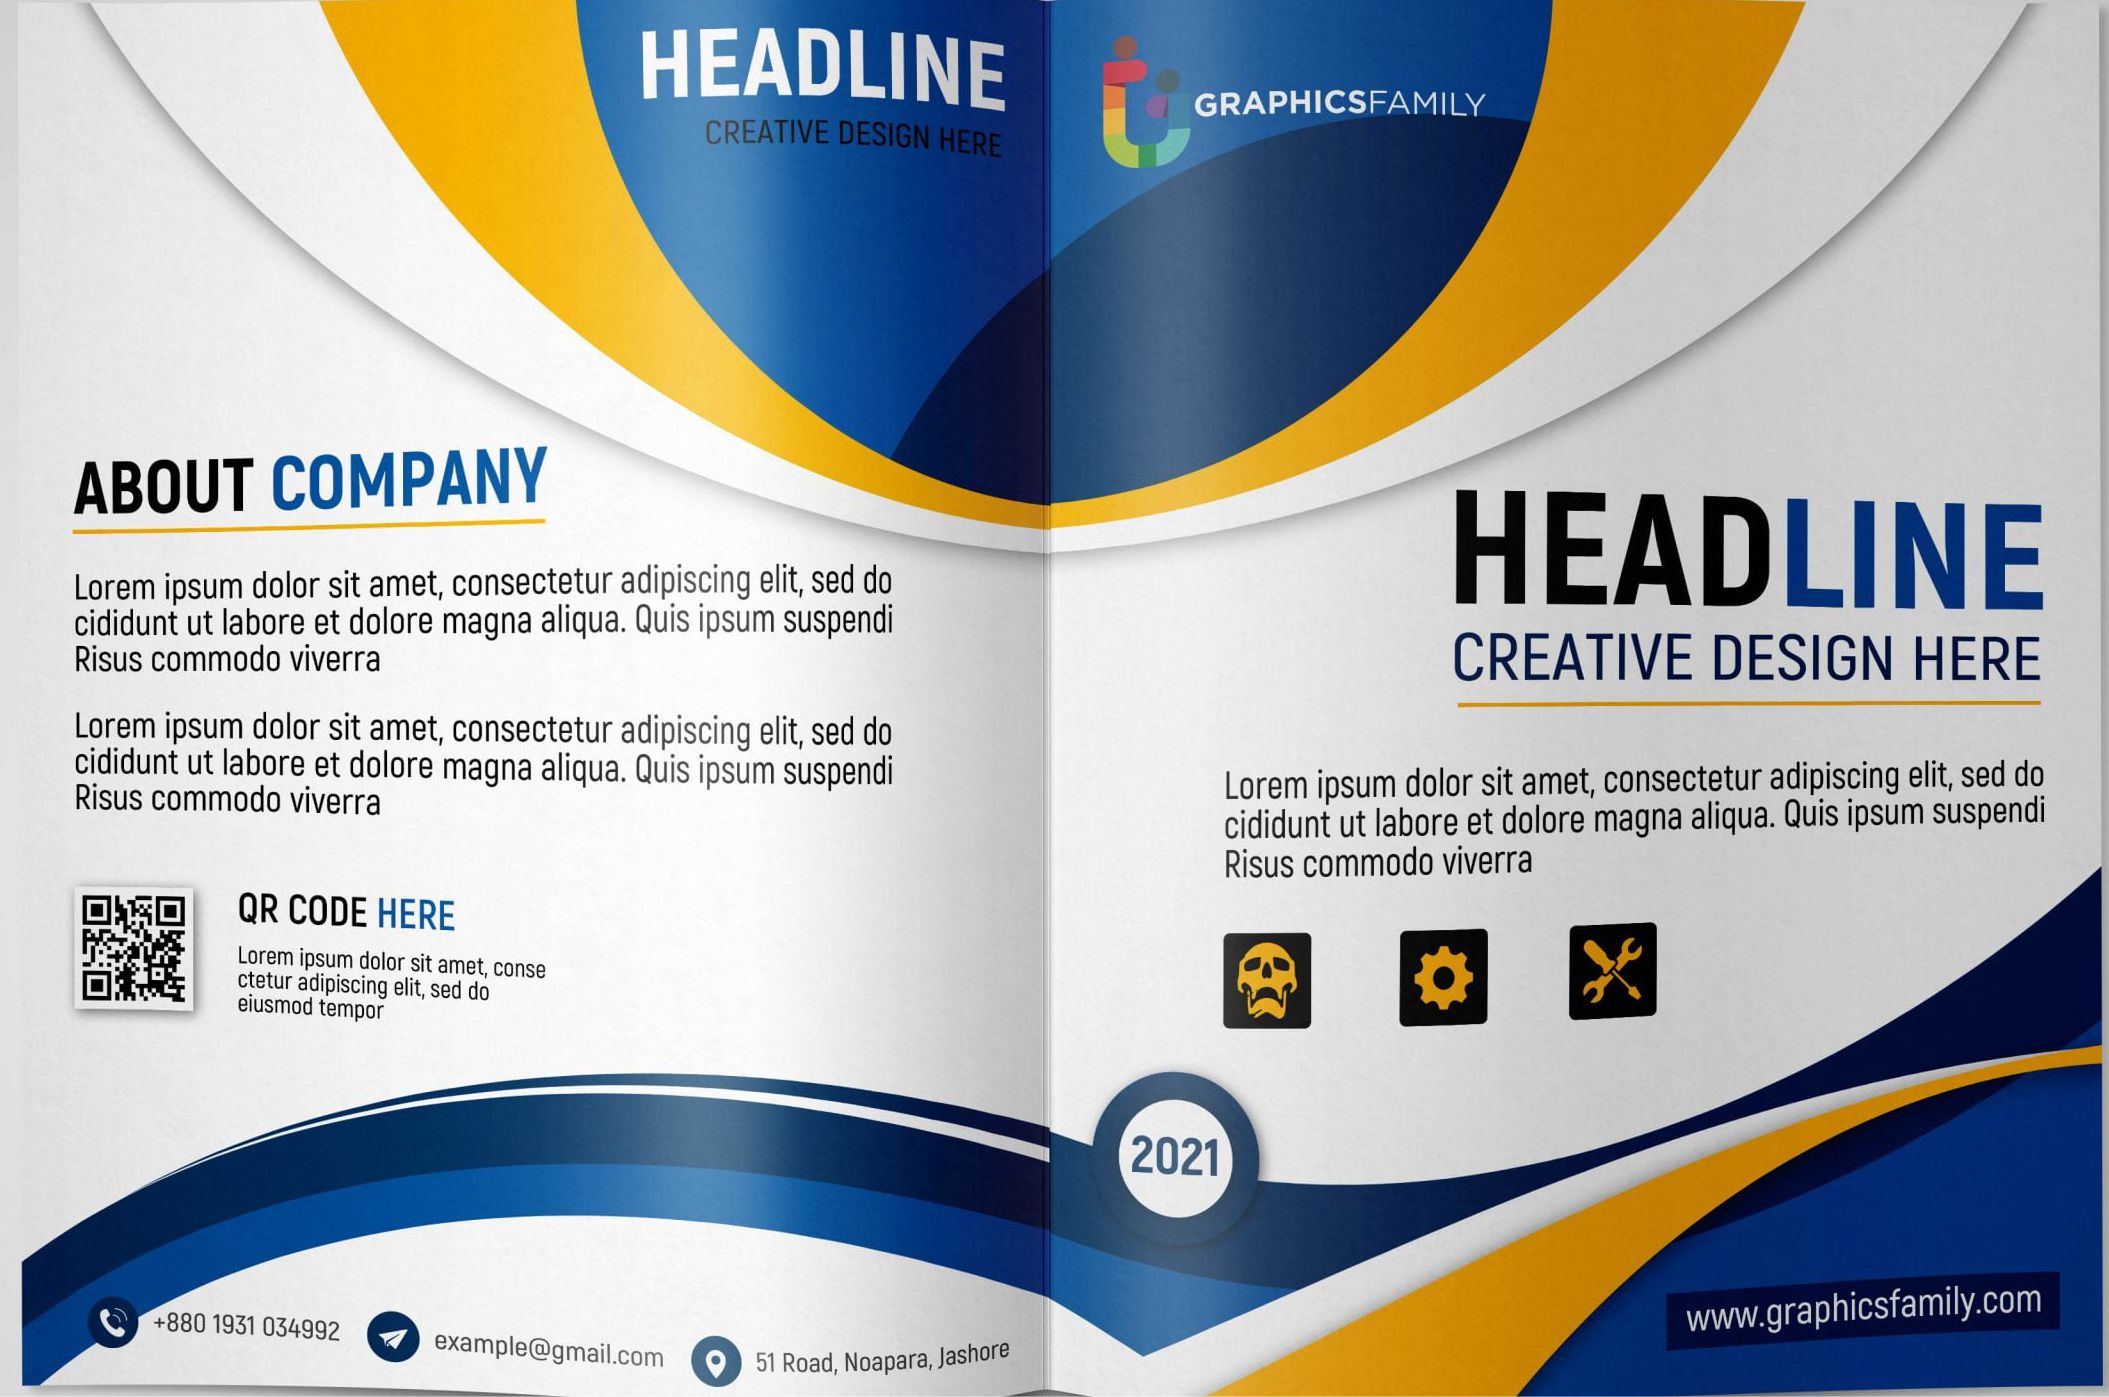 HEADLINE
CREATIVE DESIGN HERE
ABOUT COMPANY
Lorem ipsum dolor sit amet, consectetur adipiscing elit, sed do
cididunt ut labore et dolore magna aliqua. Quis ipsum suspendi
Risus commodo viverra
Lorem ipsum dolor sit amet, consectetur adipiscing elit, sed do
cididunt ut labore et dolore magna aliqua. Quis ipsum suspendi
Risus commodo viverra
QR CODE HERE
Lorem ipsum dolor sit amet, conse
ctetur adipiscing elit, sed do
eiusmod tempor
+880 1931 034992
example@gmail.com
51 Road, Noapara, Jashore
GRAPHICSFAMILY
HEADLINE
CREATIVE DESIGN HERE
Lorem ipsum dolor sit amet, consectetur adipiscing elit, sed do
cididunt ut labore et dolore magna aliqua. Quis ipsum suspendi
Risus commodo viverra
2021
www.graphicsfamily.com